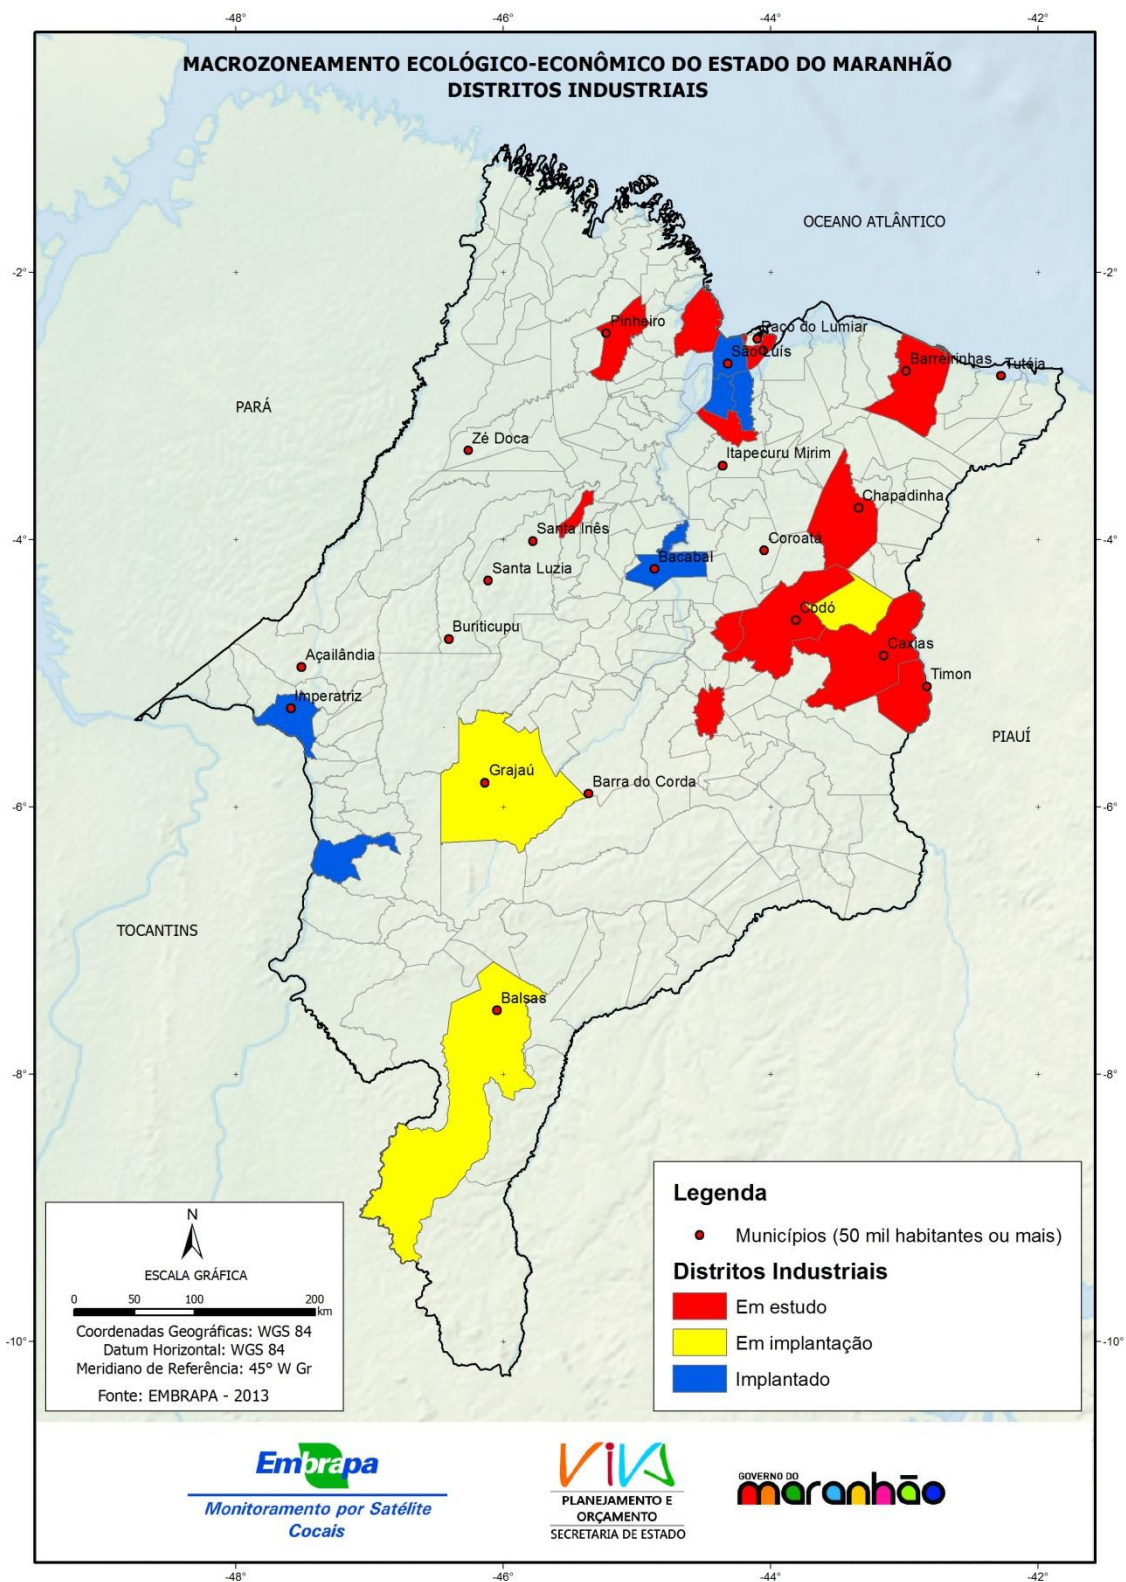 -48°
-46°
-44°
-42°
MACROZONEAMENTO ECOLÓGICO-ECONÔMICO DO ESTADO DO MARANHÃO
DISTRITOS INDUSTRIAIS
OCEANO ATLÂNTICO
-2°
-2°
Pinheiro
Paço do Lumiar
São Luís
Barreirinhas
Tutóia
PARÁ
Zé Doca
Itapecuru Mirim
Chapadinha
Santa Inês
Coroatá
-4°
-4°
Bacabal
Santa Luzia
Codó
Buriticupu
Caxias
Açailândia
Timon
Imperatriz
PIAUÍ
Grajaú
Barra do Corda
-6°
-6°
TOCANTINS
Balsas
-8°
-8°
Legenda
Municípios (50 mil habitantes ou mais)
Distritos Industriais
Em estudo
Em implantação
Implantado
N
ESCALA GRÁFICA
0 50 100 200
km
Coordenadas Geográficas: WGS 84
Datum Horizontal: WGS 84
Meridiano de Referência: 45° W Gr
Fonte: EMBRAPA - 2013
-10°
-10°
Embrapa
Monitoramento por Satélite
Cocais
VIVA
PLANEJAMENTO E
ORÇAMENTO
SECRETARIA DE ESTADO
GOVERNO DO
maranhão
-48°
-46°
-44°
-42°